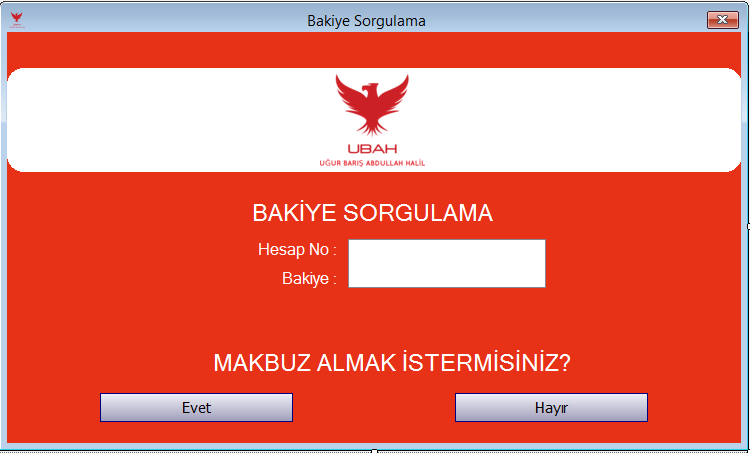 Bakiye Sorgulama
UBAH
UĞUR BARIŞ ABDULLAH HALİL
BAKİYE SORGULAMA
Hesap No :
Bakiye :
MAKBUZ ALMAK İSTERMİSİNİZ?
Evet
Hayır